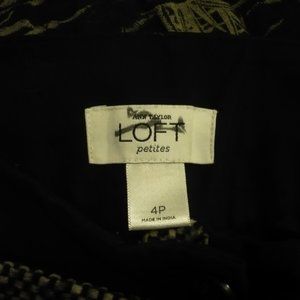 ANN TAYLOR
LOFT
petites
4P
MADE IN INDIA